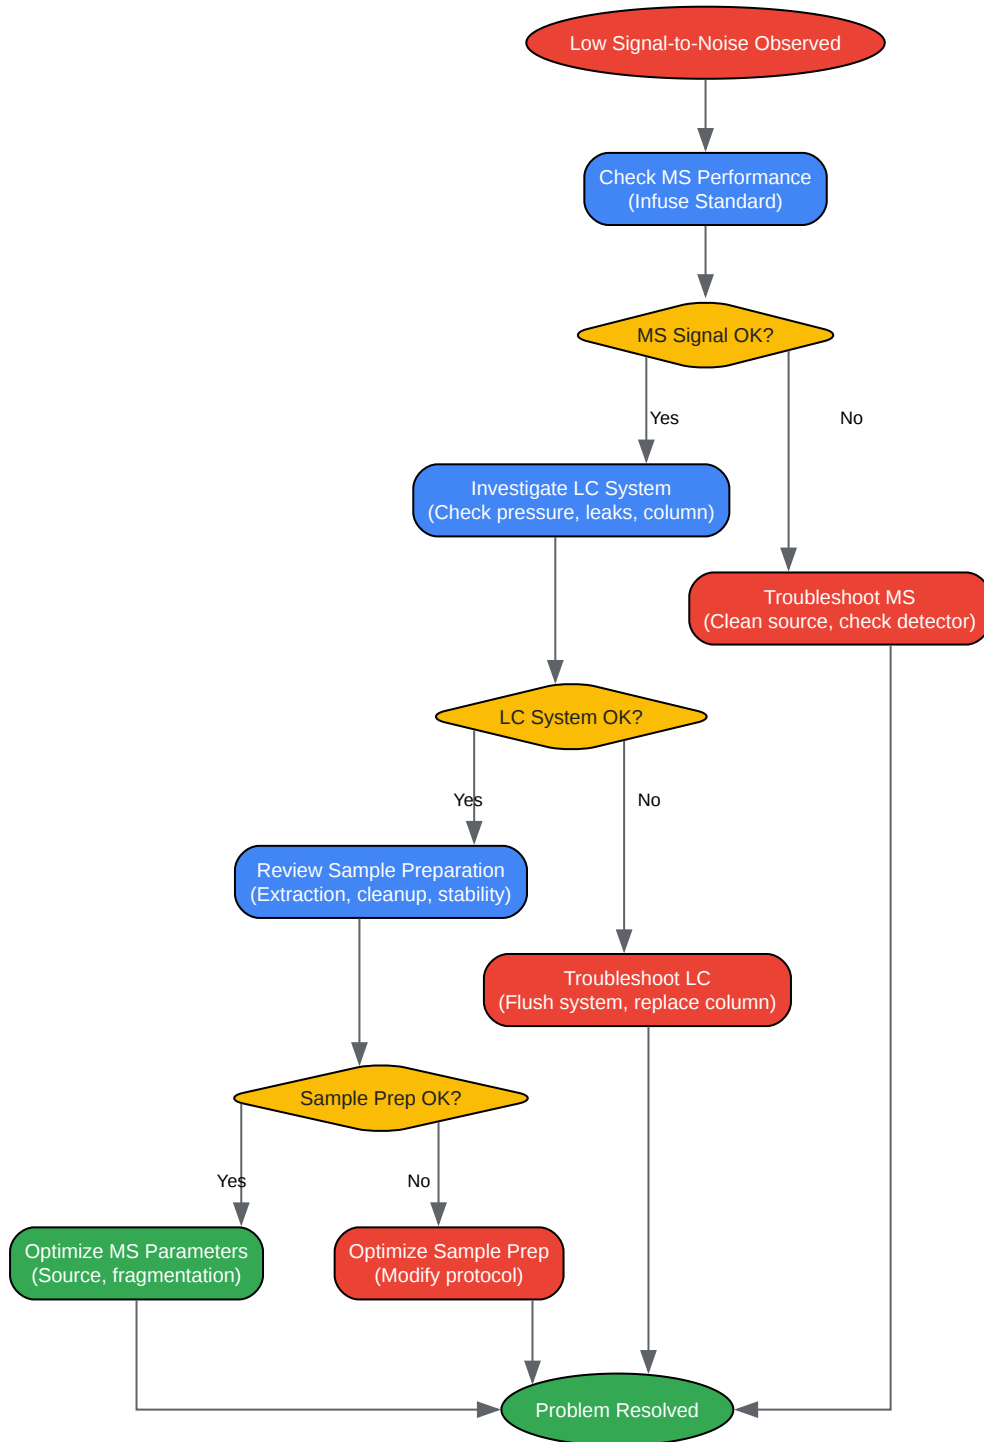 Low Signal-to-Noise Observed
Check MS Performance
(Infuse Standard)
MS Signal OK?
Yes
No
Investigate LC System
(Check pressure, leaks, column)
Troubleshoot MS
(Clean source, check detector)
LC System OK?
Yes
No
Review Sample Preparation
(Extraction, cleanup, stability)
Troubleshoot LC
(Flush system, replace column)
Sample Prep OK?
Yes
No
Optimize MS Parameters
(Source, fragmentation)
Optimize Sample Prep
(Modify protocol)
Problem Resolved